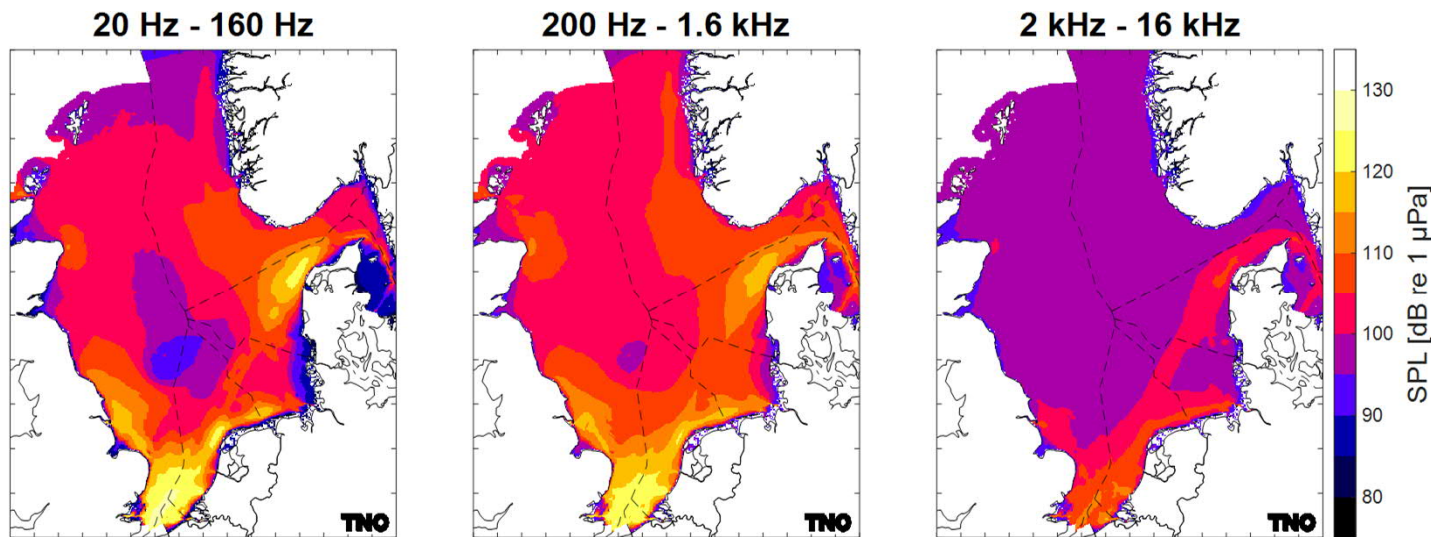 20 Hz - 160 Hz
200 Hz - 1.6 kHz
2 kHz - 16 kHz
130
120
110
100
90
80
SPL [dB re 1 µPa]
TNO
TNO
TNO